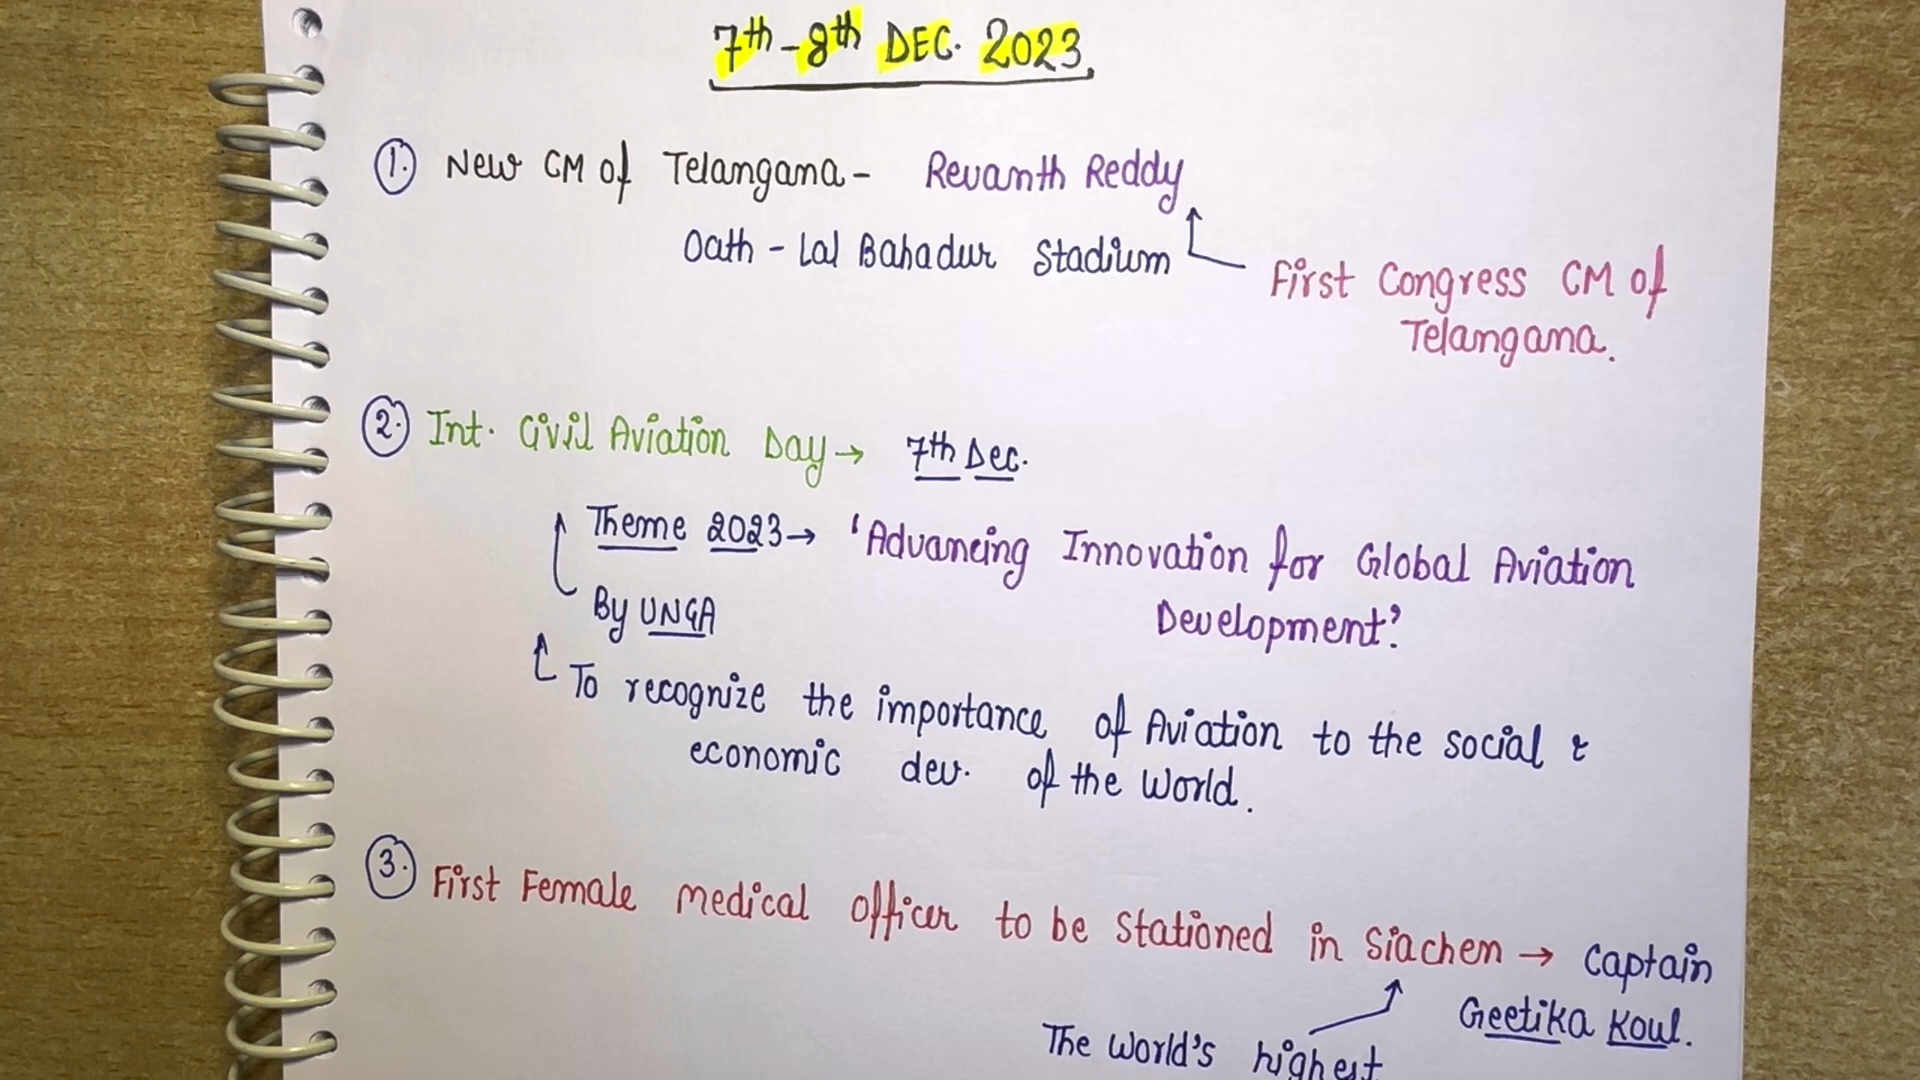 7th - 8th DEC. 2023
1. New CM of Telangana - Revanth Reddy
Oath - Lal Bahadur Stadium
First Congress CM of
Telangana.
2. Int. Civil Aviation Day → 7th Dec.
Theme 2023 → 'Advancing Innovation for Global Aviation
Development'.
By UNGA
To recognize the importance of Aviation to the social &
economic dev. of the World.
3. First Female medical officer to be Stationed in Siachen → Captain
Geetika Koul.
The World's highest